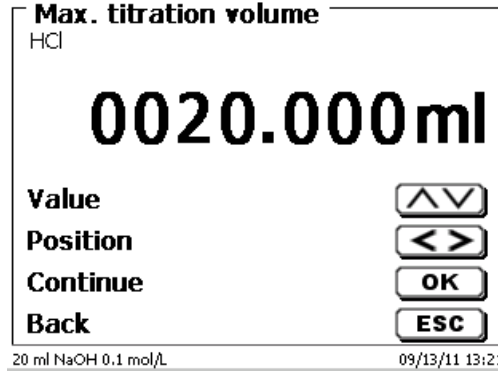 Max. titration volume
HCl
0020.000ml
Value
Position
Continue OK
Back ESC
20 ml NaOH 0.1 mol/L 09/13/11 13:21